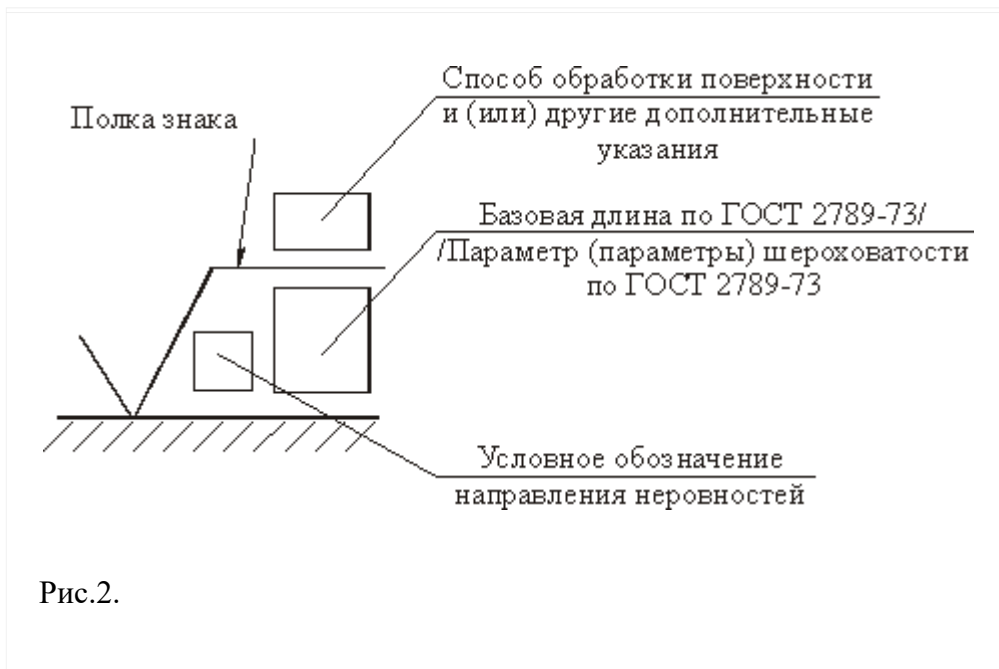 Способ обработки поверхности
и (или) другие дополнительные
указания
Полка знака
Базовая длина по ГОСТ 2789-73/
/Параметр (параметры) шероховатости
по ГОСТ 2789-73
Условное обозначение
направления неровностей
Рис.2.